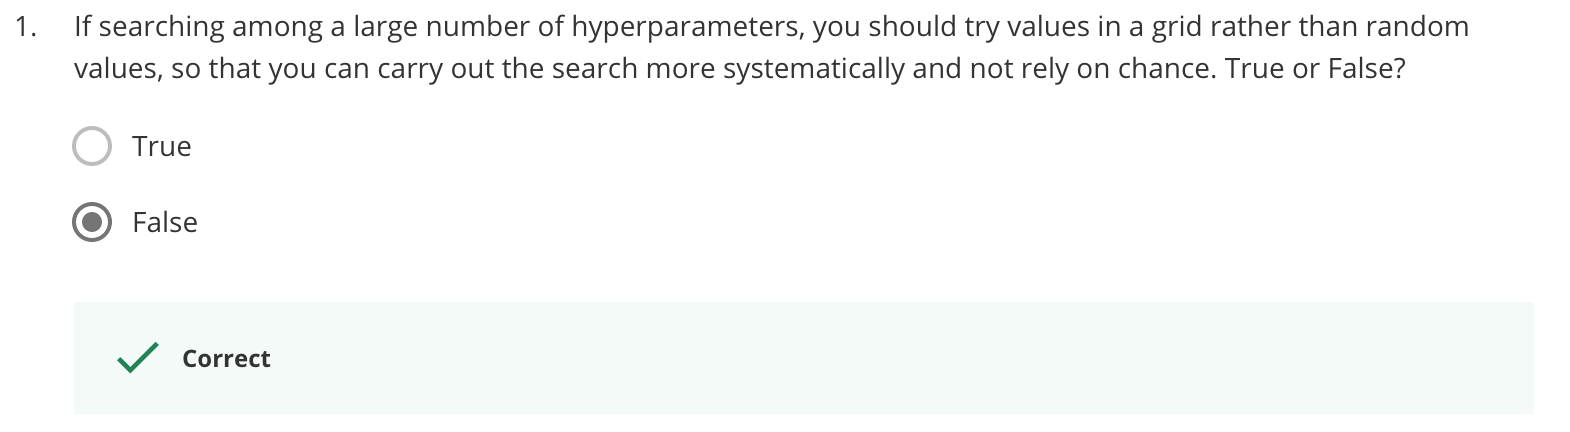 1. If searching among a large number of hyperparameters, you should try values in a grid rather than random
values, so that you can carry out the search more systematically and not rely on chance. True or False?
True
False
Correct